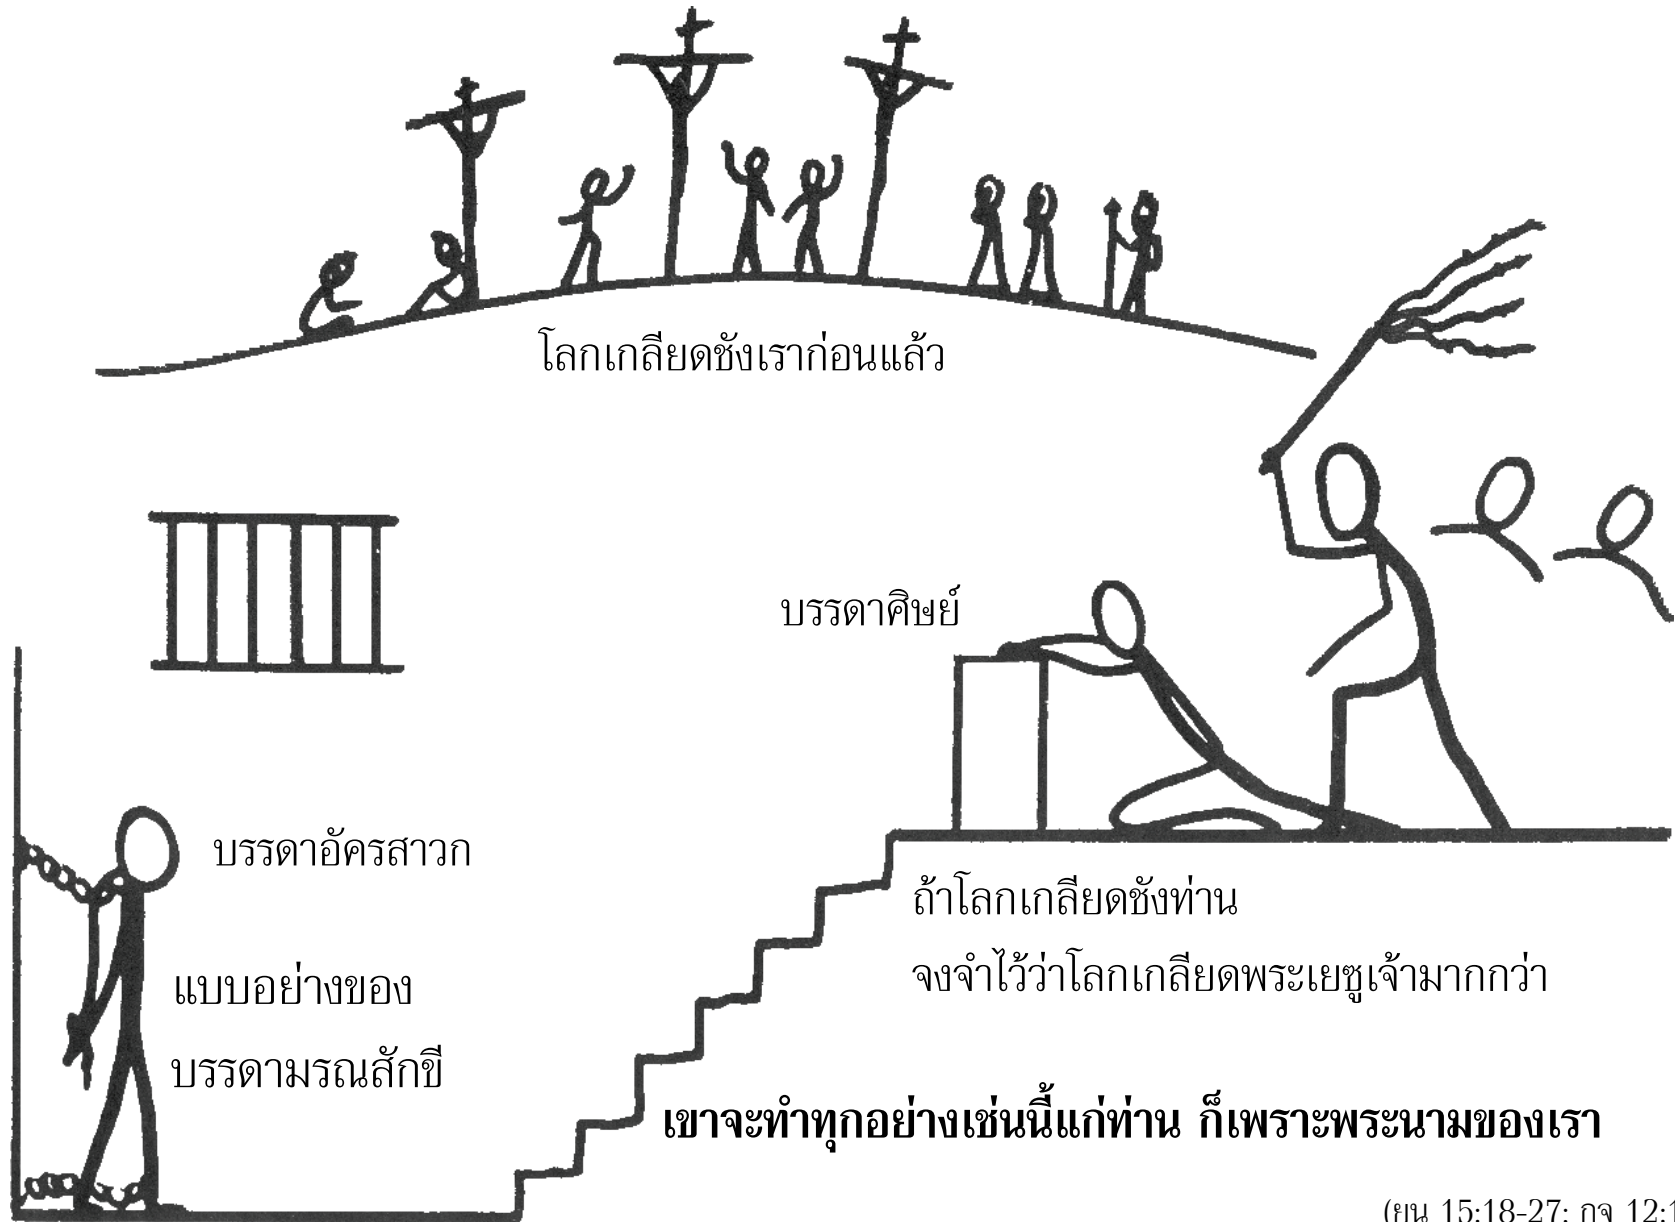 โลกเกลียดชังเราก่อนแล้ว
บรรดาศิษย์
บรรดาอัครสาวก
แบบอย่างของ
บรรดามรณสักขี
ถ้าโลกเกลียดชังท่าน
จงจำไว้ว่าโลกเกลียดพระเยซูเจ้ามากกว่า
เขาจะทำทุกอย่างเช่นนี้แก่ท่าน ก็เพราะพระนามของเรา
(ยน 15:18-27; กจ 12:1